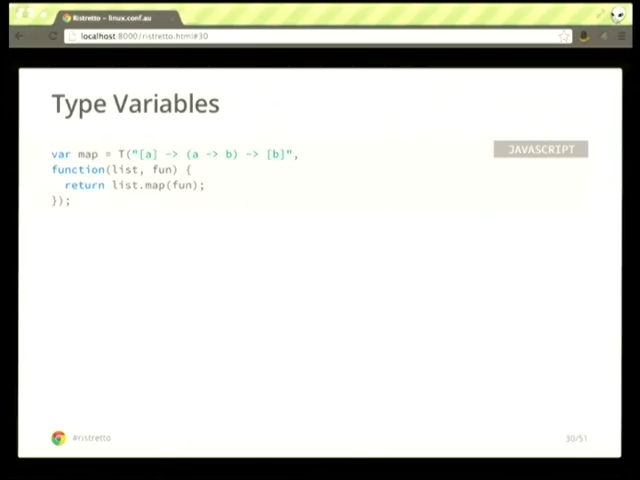 Ristretto – linux.conf.au
localhost:8000/ristretto.html#30
Type Variables
JAVASCRIPT
var map = T("[a] -> (a -> b) -> [b]",
function(list, fun) {
return list.map(fun);
});
#ristretto
30/51